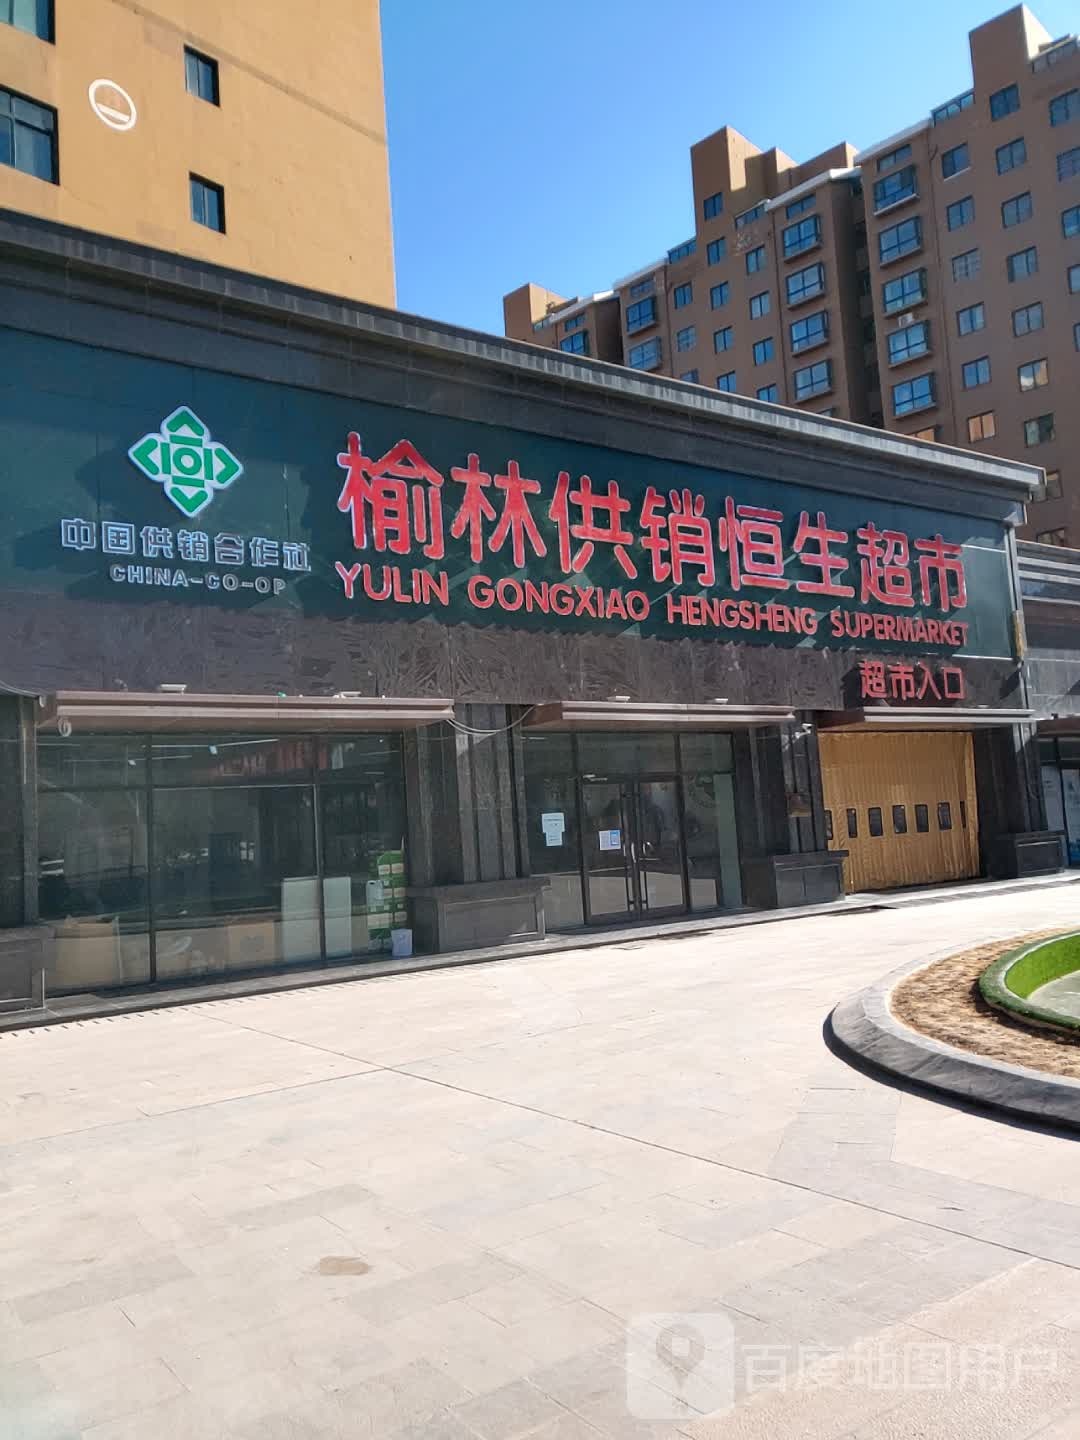 中国供销合作社
CHINA-CO-OP
榆林供销恒生超市
YULIN GONGXIAO HENGSHENG SUPERMARKET
超市入口
百度地图用户